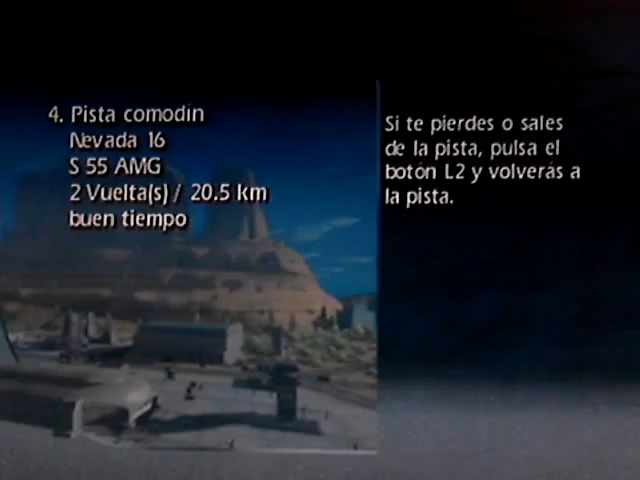 4. Pista comodín
Nevada 16
S 55 AMG
2 Vuelta(s) / 20.5 km
buen tiempo
Si te pierdes o sales
de la pista, pulsa el
botón L2 y volverás a
la pista.